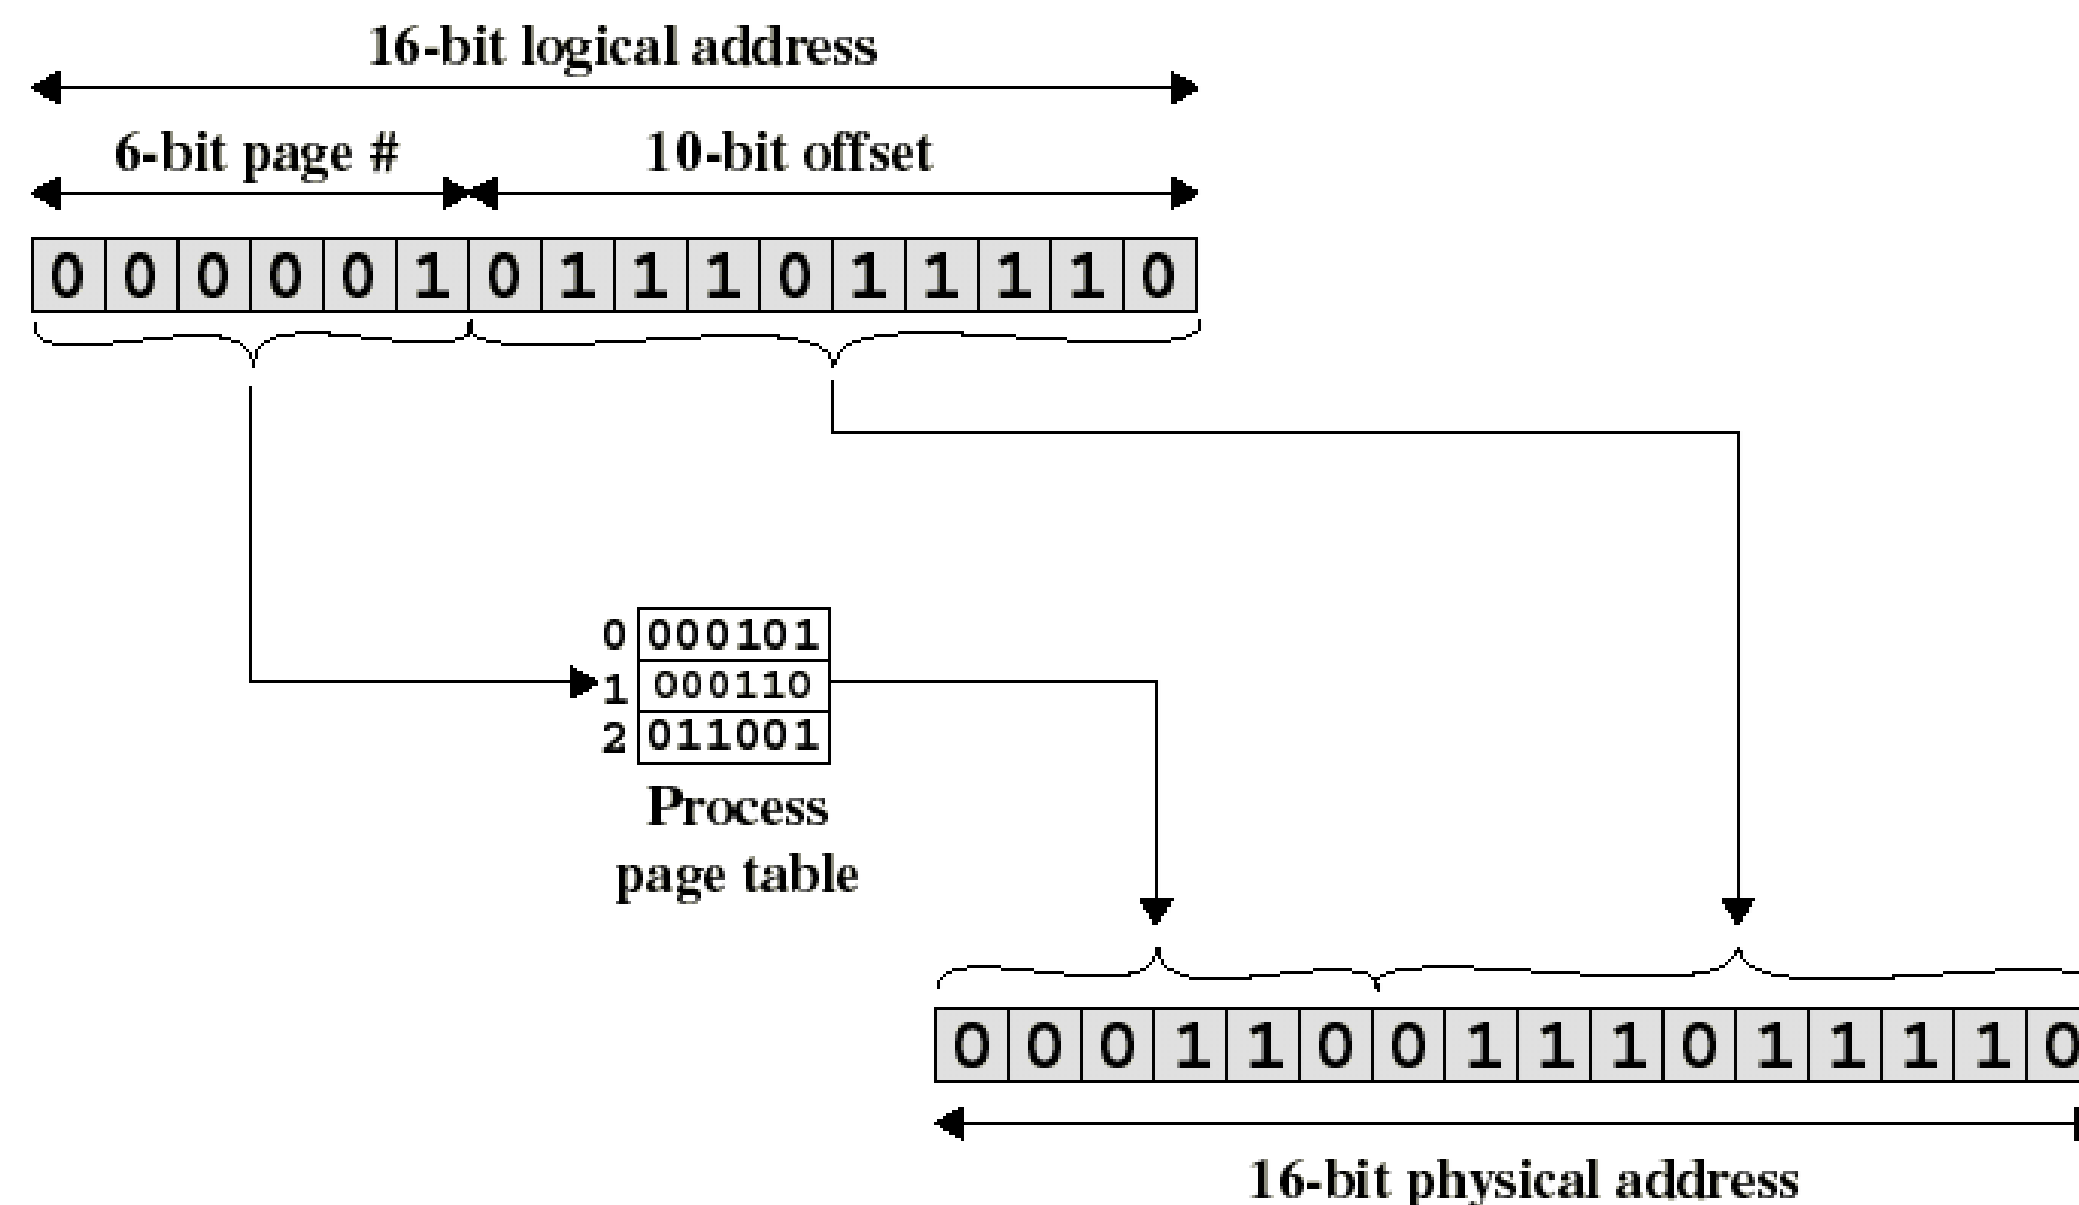 16-bit logical address
6-bit page # 10-bit offset
0 0 0 0 0 1 0 1 1 1 0 1 1 1 1 0
0 000101
1 000110
2 011001
Process
page table
0 0 0 1 1 0 0 1 1 1 0 1 1 1 1 0
16-bit physical address